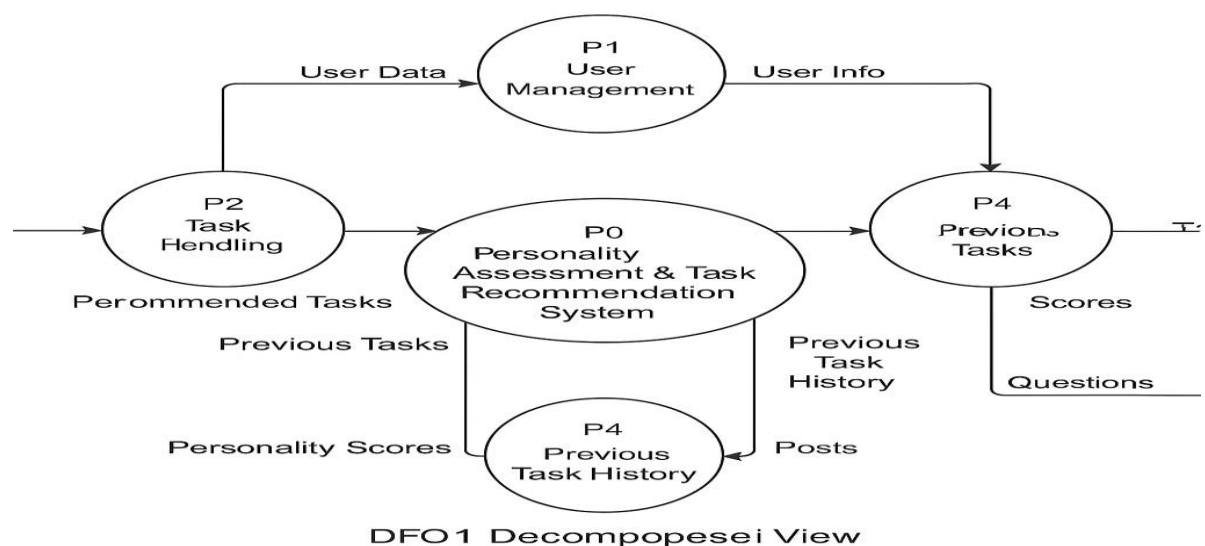 P1
User
Management
User Data
User Info
P2
Task
Hendling
P0
Personality
Assessment & Task
Recommendation
System
P4
Previons
Tasks
Perommended Tasks
Scores
Previous Tasks
Previous
Task
History
Questions
Personality Scores
P4
Previous
Task History
Posts
DFO1 Decompopesei View